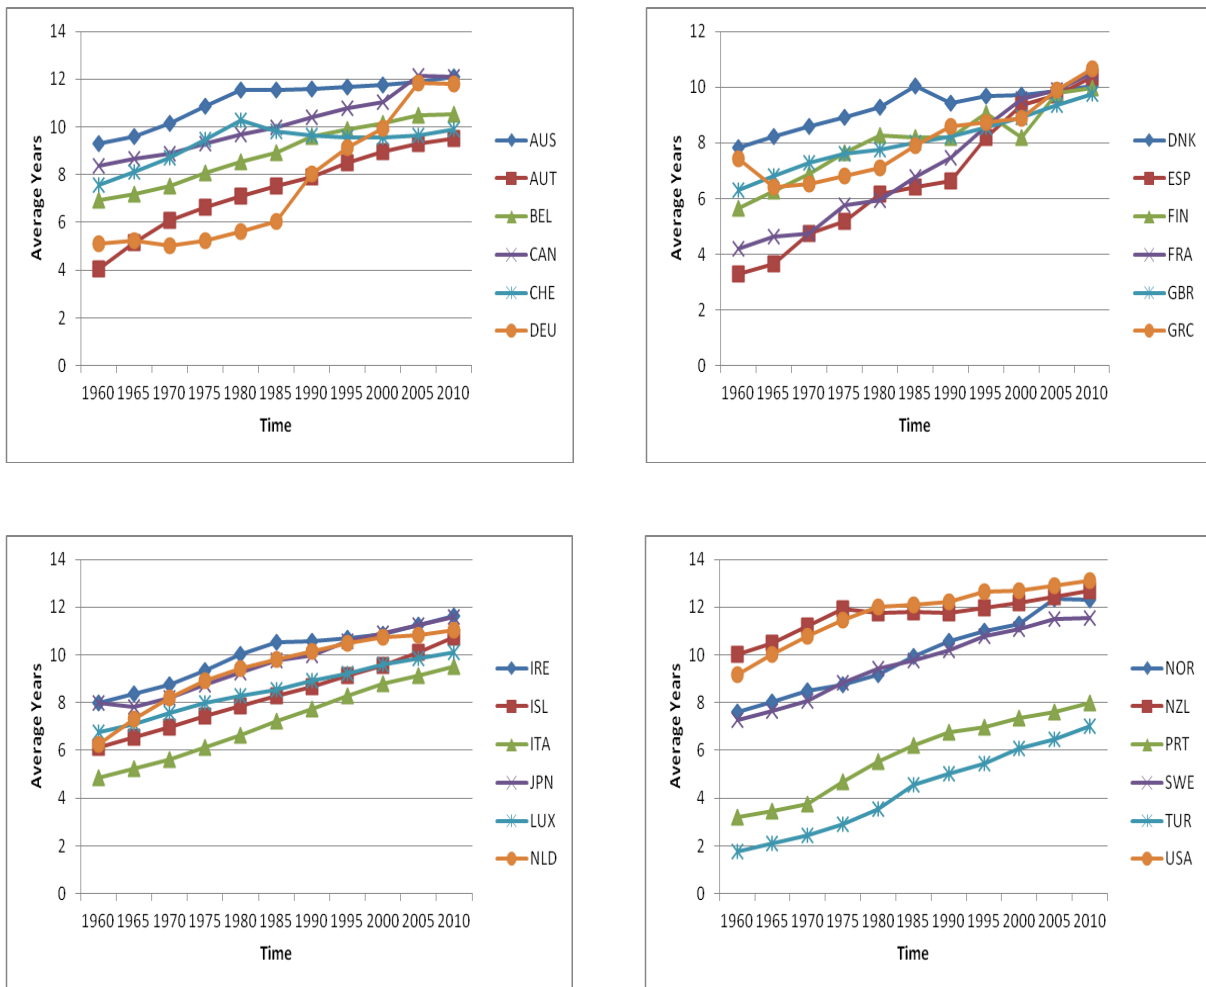 14
12
10
8
6
4
2
0
Average Years
1960 1965 1970 1975 1980 1985 1990 1995 2000 2005 2010
Time
AUS
AUT
BEL
CAN
CHE
DEU
12
10
8
6
4
2
0
Average Years
1960 1965 1970 1975 1980 1985 1990 1995 2000 2005 2010
Time
DNK
ESP
FIN
FRA
GBR
GRC
14
12
10
8
6
4
2
0
Average Years
1960 1965 1970 1975 1980 1985 1990 1995 2000 2005 2010
Time
IRE
ISL
ITA
JPN
LUX
NLD
14
12
10
8
6
4
2
0
Average Years
1960 1965 1970 1975 1980 1985 1990 1995 2000 2005 2010
Time
NOR
NZL
PRT
SWE
TUR
USA